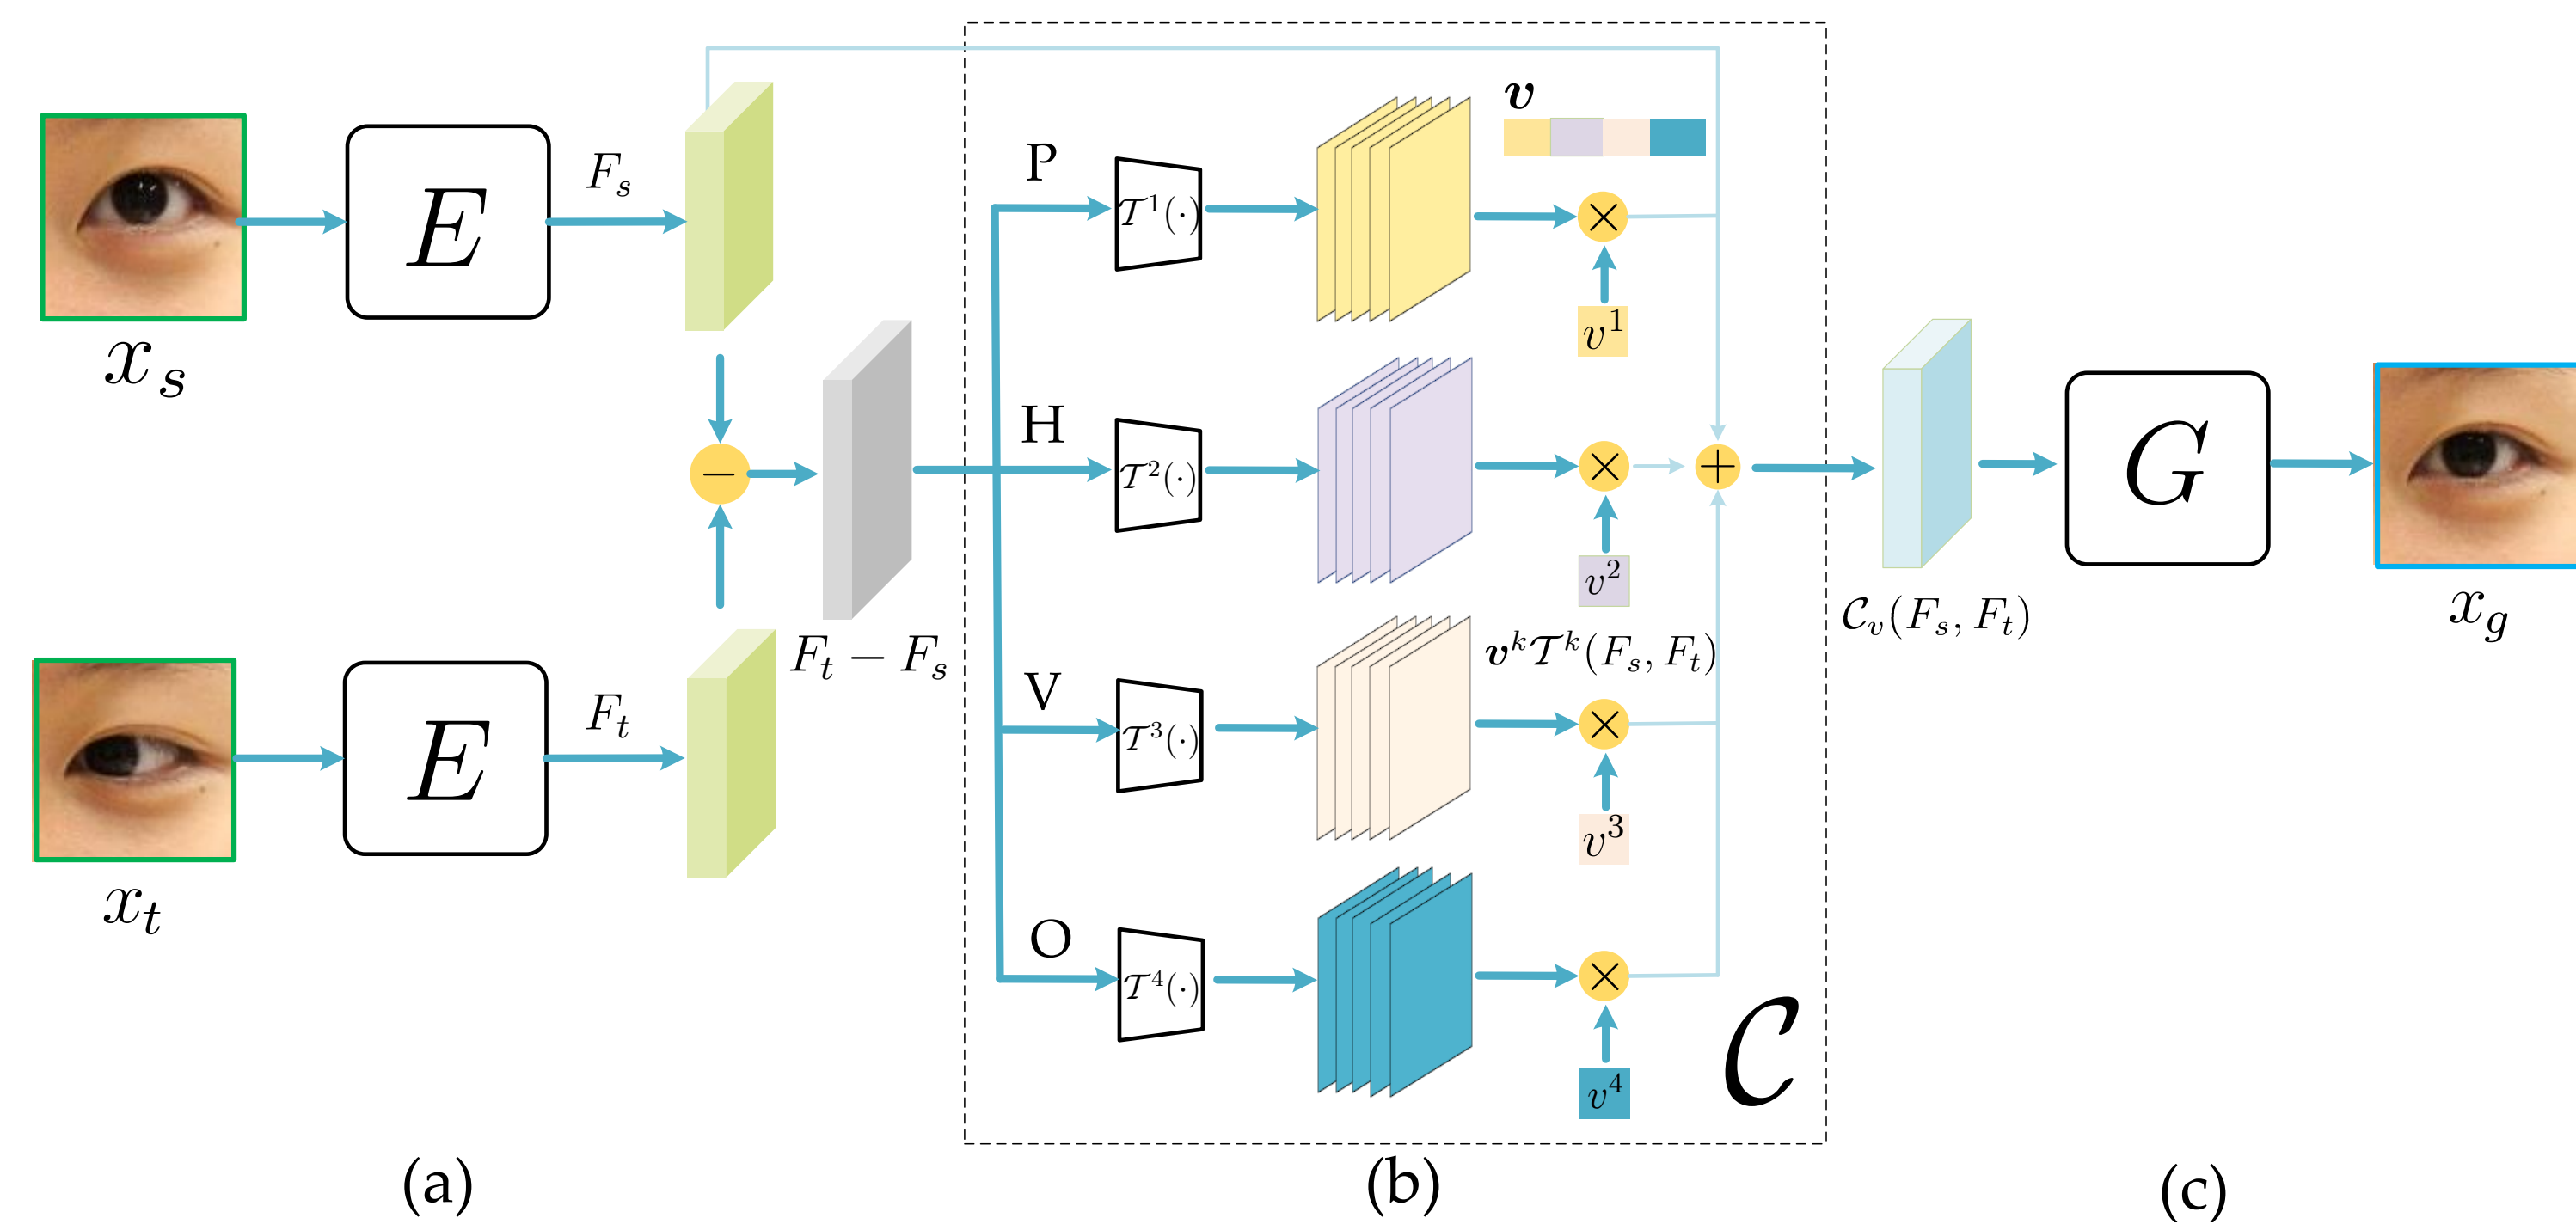 x_s
E
F_s
x_t
E
F_t
−
F_t − F_s
P
𝒯^1(·)
v
×
v^1
H
𝒯^2(·)
×
v^2
+
V
𝒯^3(·)
v^k𝒯^k(F_s, F_t)
×
v^3
O
𝒯^4(·)
×
v^4
𝒞
𝒞_v(F_s, F_t)
G
x_g
(a)
(b)
(c)